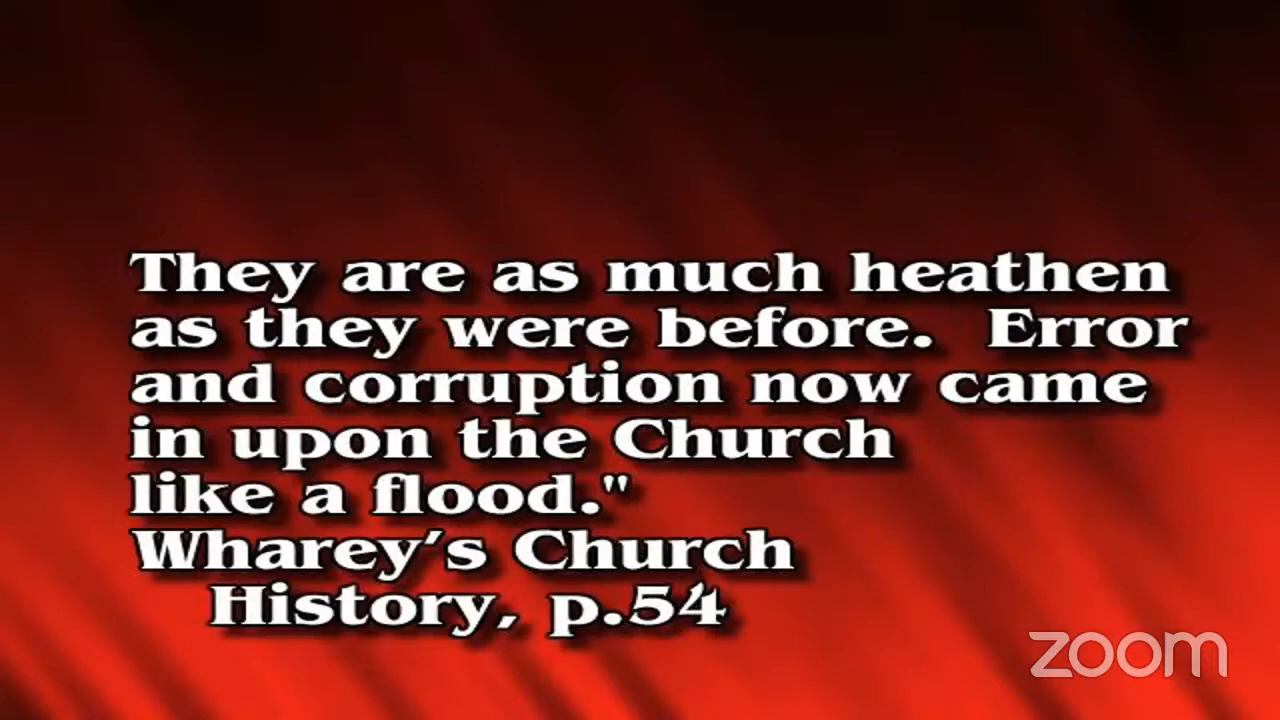 They are as much heathen
as they were before.  Error
and corruption now came
in upon the Church
like a flood."
Wharey's Church
History, p.54
zoom